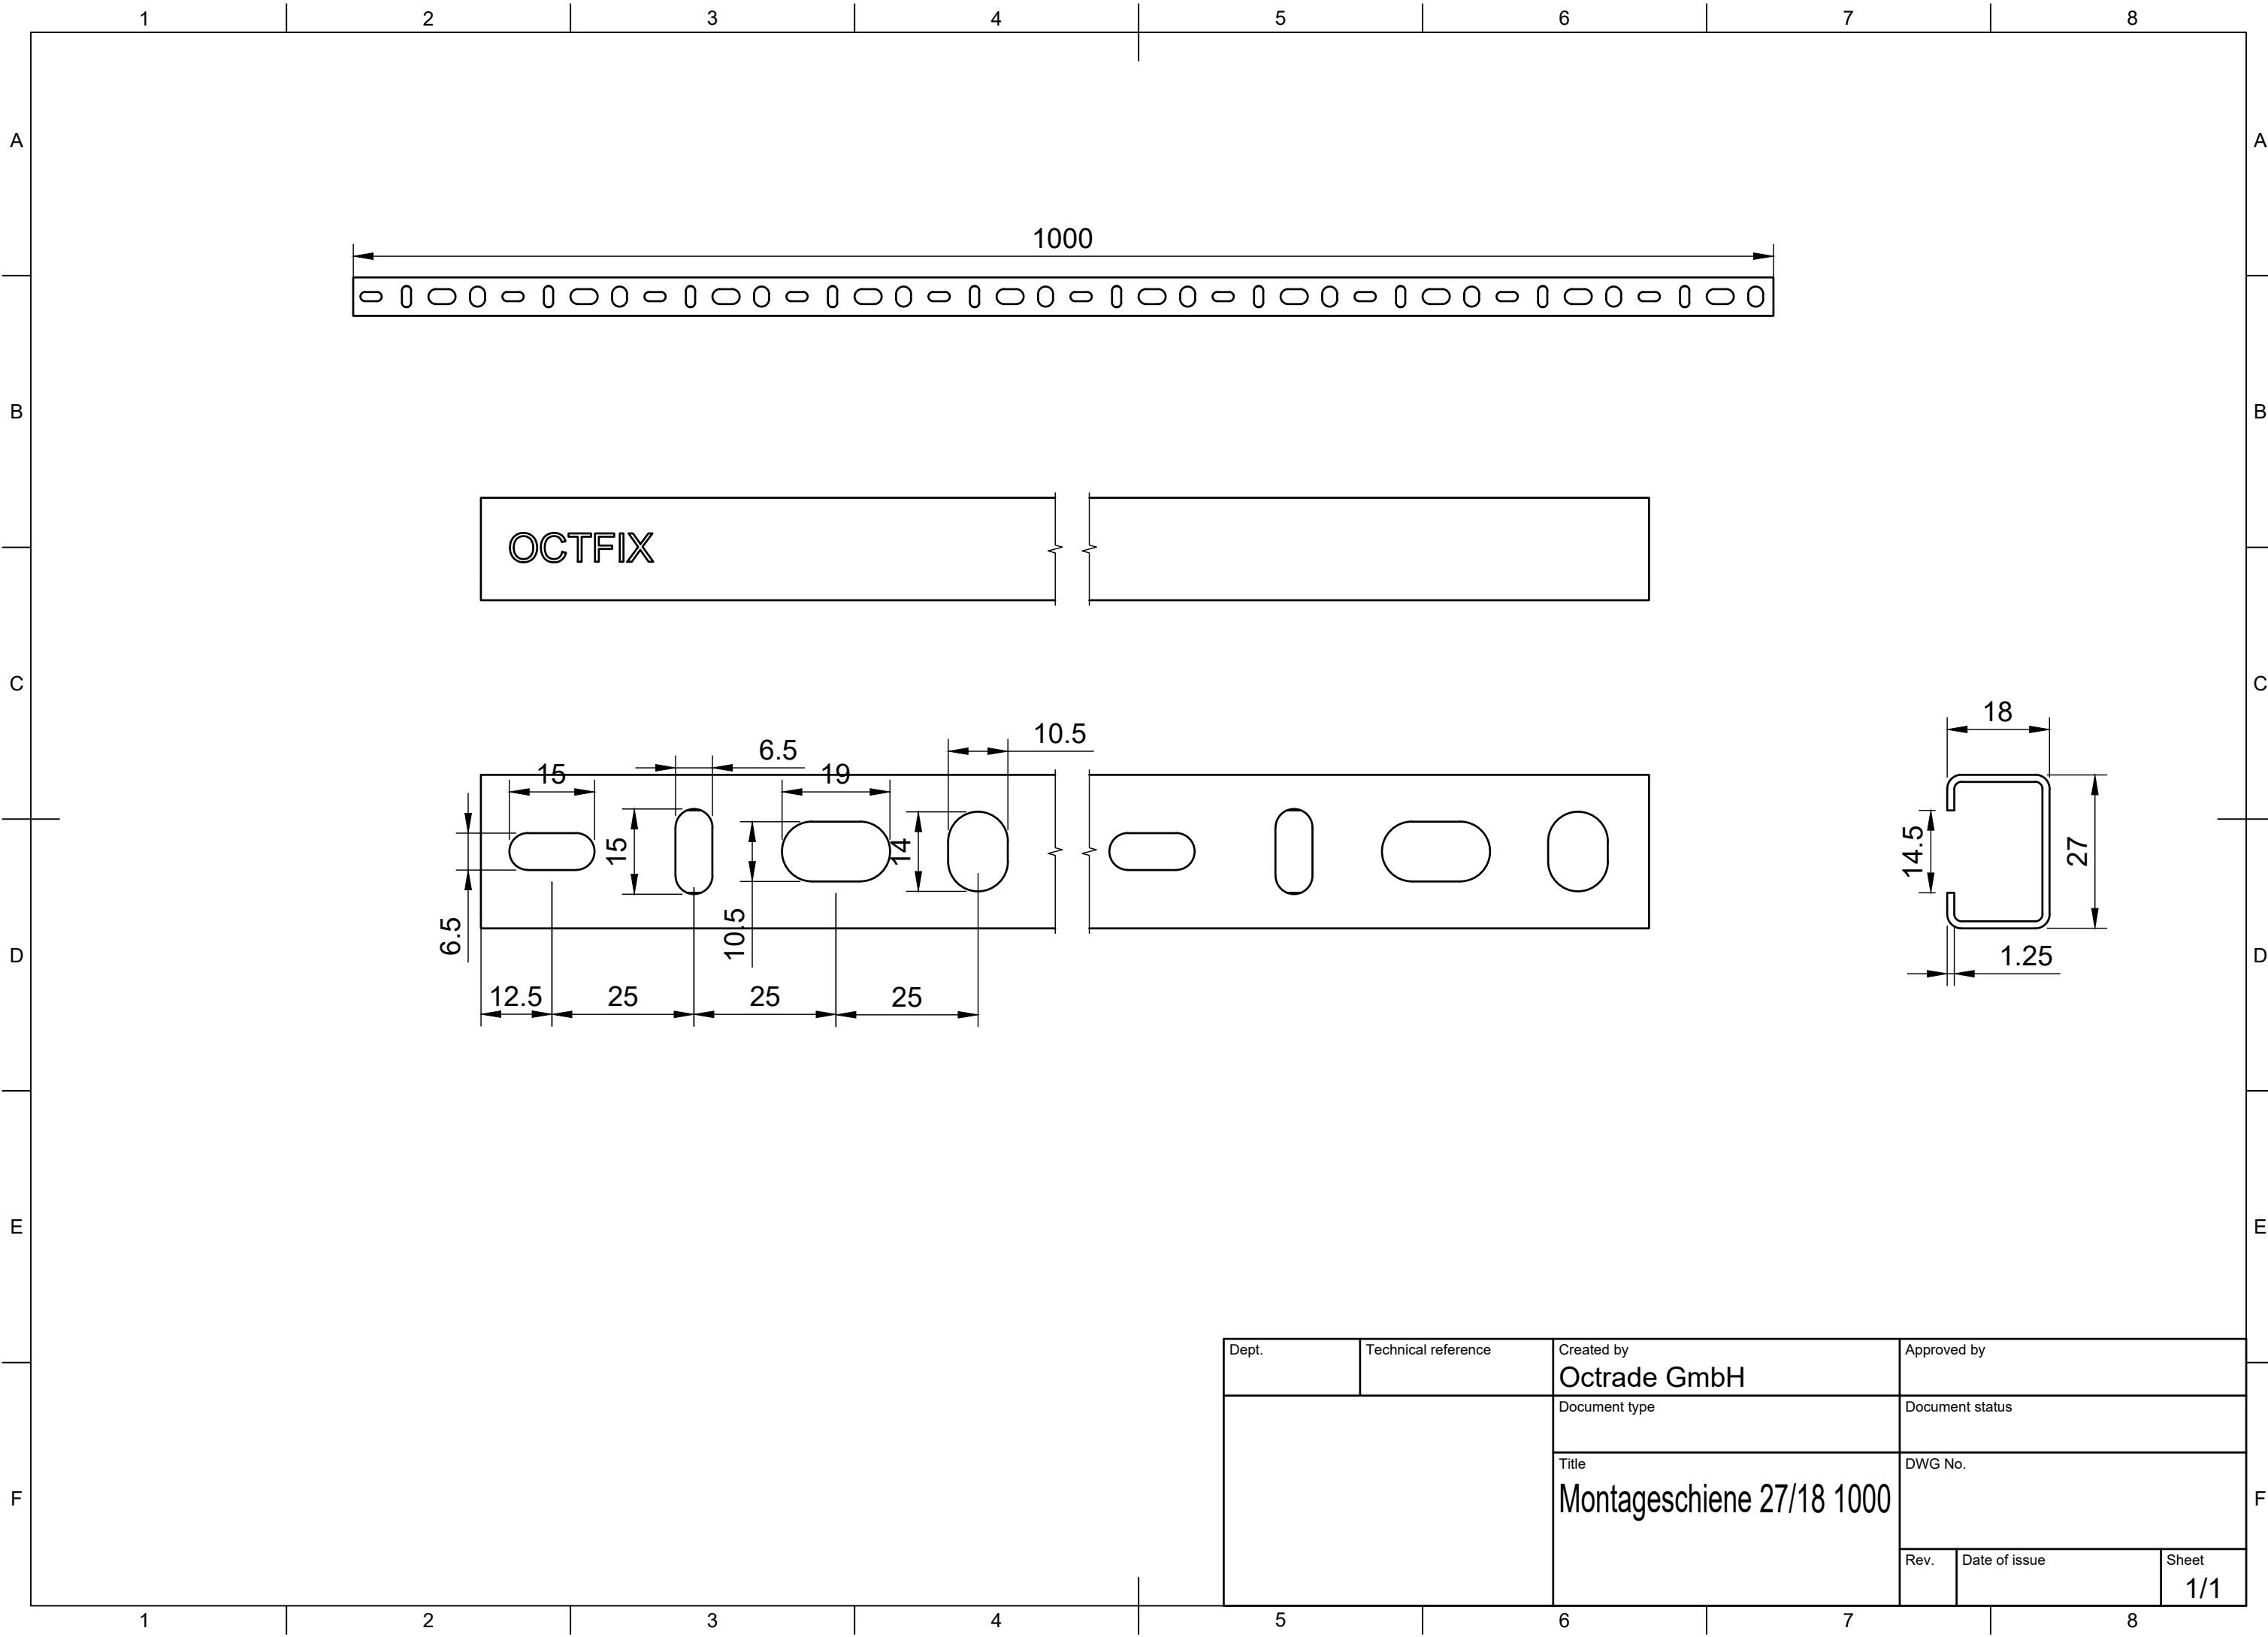 1 2 3 4 5 6 7 8
A A
1000
B B
OCTFIX
C C
18
10.5
6.5
15 19
14.5
27
15
14
6.5
10.5
1.25
D D
12.5 25 25 25
E E
Dept. Technical reference Created by Approved by
Octrade GmbH
Document type Document status
Title DWG No.
Montageschiene 27/18 1000
F F
Rev. Date of issue Sheet
1/1
1 2 3 4 5 6 7 8